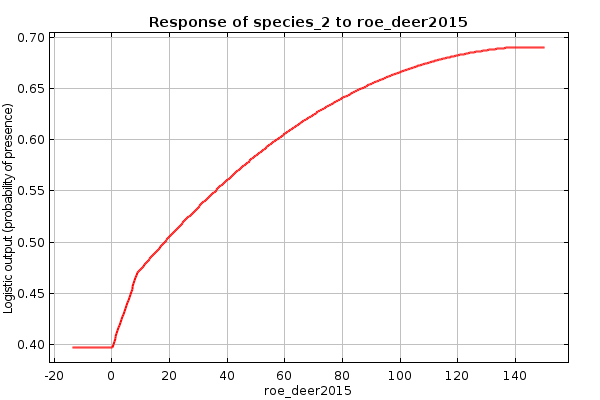 Response of species_2 to roe_deer2015
Logistic output (probability of presence)
0.70
0.65
0.60
0.55
0.50
0.45
0.40
-20 0 20 40 60 80 100 120 140
roe_deer2015